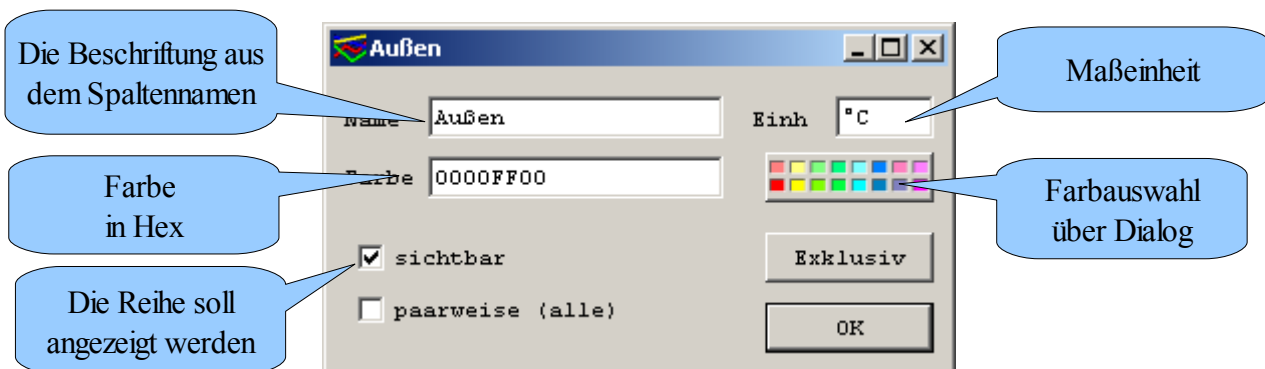 Die Beschriftung aus
dem Spaltennamen
Außen
Maßeinheit
Name
Außen
Einh
°C
Farbe
in Hex
Farbe
0000FF00
Farbauswahl
über Dialog
sichtbar
Exklusiv
Die Reihe soll
angezeigt werden
paarweise (alle)
OK